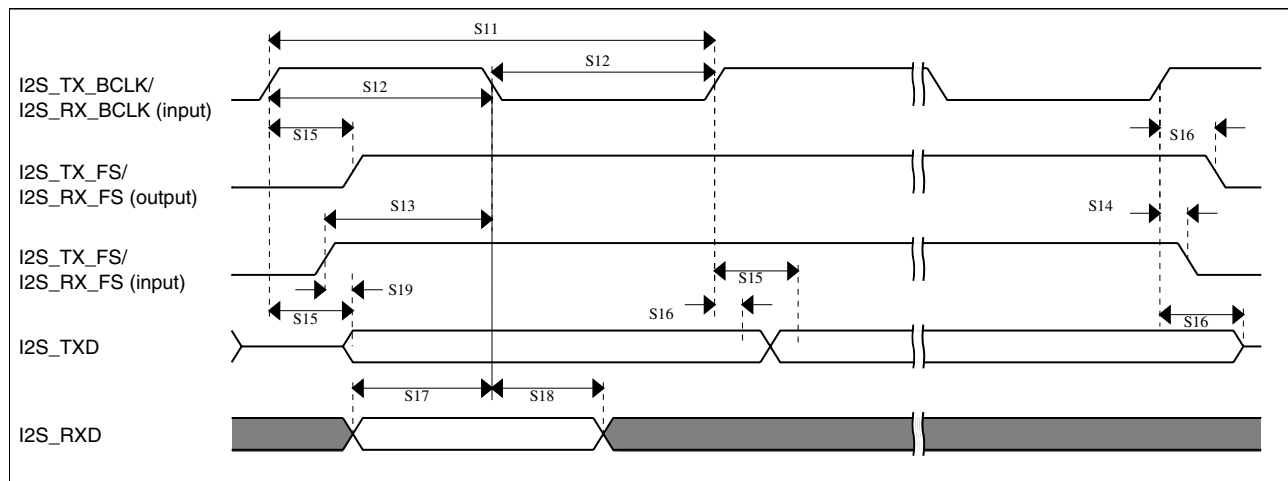 S11
I2S_TX_BCLK/
I2S_RX_BCLK (input)
S12
S12
S15
S16
I2S_TX_FS/
I2S_RX_FS (output)
S13
S14
I2S_TX_FS/
I2S_RX_FS (input)
S15
S19
S15
S16
S16
I2S_TXD
S17
S18
I2S_RXD